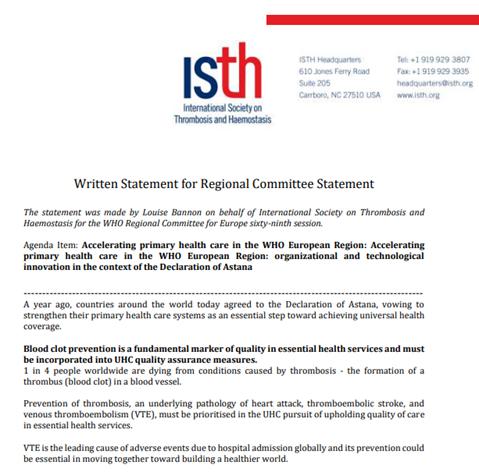 isth
International Society on
Thrombosis and Haemostasis
ISTH Headquarters
610 Jones Ferry Road
Suite 205
Carrboro, NC 27510 USA
Tel: +1 919 929 3807
Fax: +1 919 929 3935
headquarters@isth.org
www.isth.org
Written Statement for Regional Committee Statement
The statement was made by Louise Bannon on behalf of International Society on Thrombosis and
Haemostasis for the WHO Regional Committee for Europe sixty-ninth session.
Agenda Item: Accelerating primary health care in the WHO European Region: Accelerating
primary health care in the WHO European Region: organizational and technological
innovation in the context of the Declaration of Astana
--------------------------------------------------------------------------------
A year ago, countries around the world today agreed to the Declaration of Astana, vowing to
strengthen their primary health care systems as an essential step toward achieving universal health
coverage.
Blood clot prevention is a fundamental marker of quality in essential health services and must
be incorporated into UHC quality assurance measures.
1 in 4 people worldwide are dying from conditions caused by thrombosis - the formation of a
thrombus (blood clot) in a blood vessel.
Prevention of thrombosis, an underlying pathology of heart attack, thromboembolic stroke, and
venous thromboembolism (VTE), must be prioritised in the UHC pursuit of upholding quality of care
in essential health services.
VTE is the leading cause of adverse events due to hospital admission globally and its prevention could
be essential in moving together toward building a healthier world.